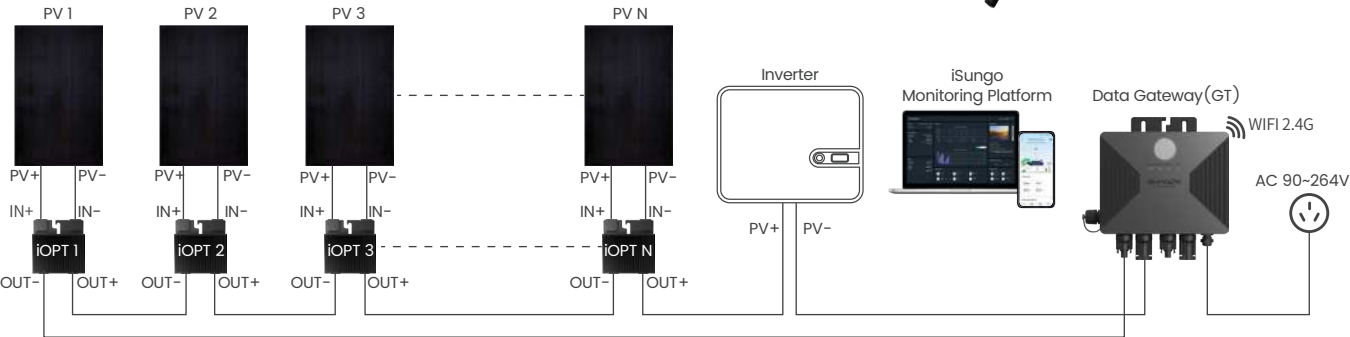 PV 1
PV 2
PV 3
PV N
Inverter
iSungo
Monitoring Platform
Data Gateway(GT)
WIFI 2.4G
AC 90~264V
PV+ PV-
PV+ PV-
PV+ PV-
PV+ PV-
IN+ IN-
IN+ IN-
IN+ IN-
IN+ IN-
PV+ PV-
iOPT 1
iOPT 2
iOPT 3
iOPT N
OUT- OUT+
OUT- OUT+
OUT- OUT+
OUT- OUT+